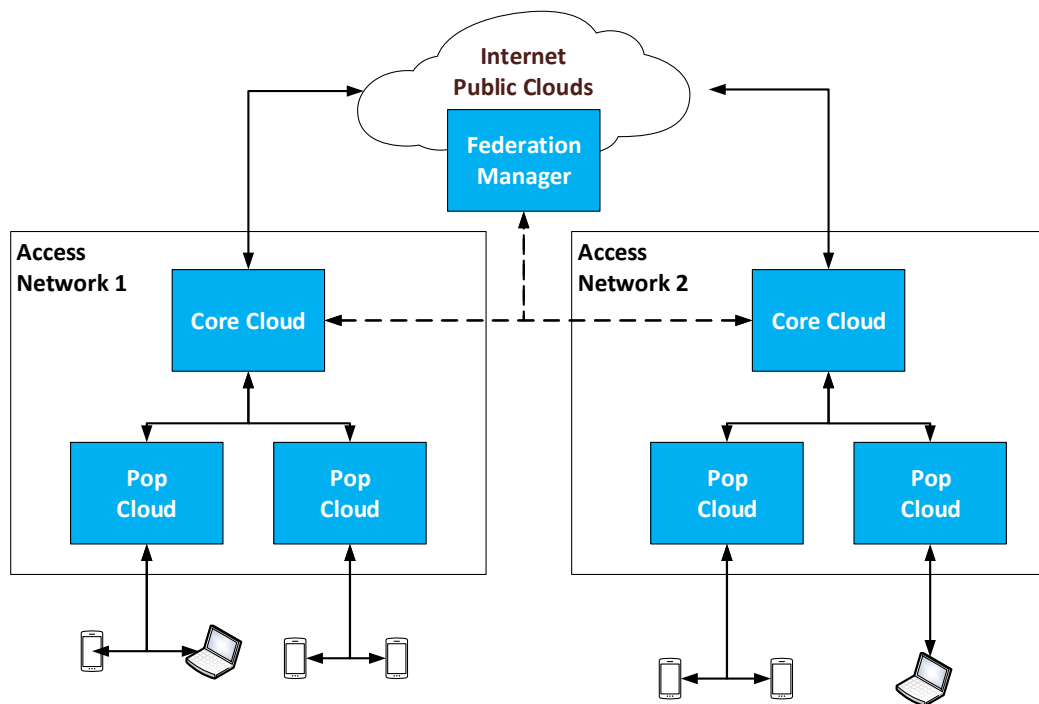 Internet
Public Clouds
Federation
Manager
Access
Network 1
Core Cloud
Access
Network 2
Core Cloud
Pop
Cloud
Pop
Cloud
Pop
Cloud
Pop
Cloud